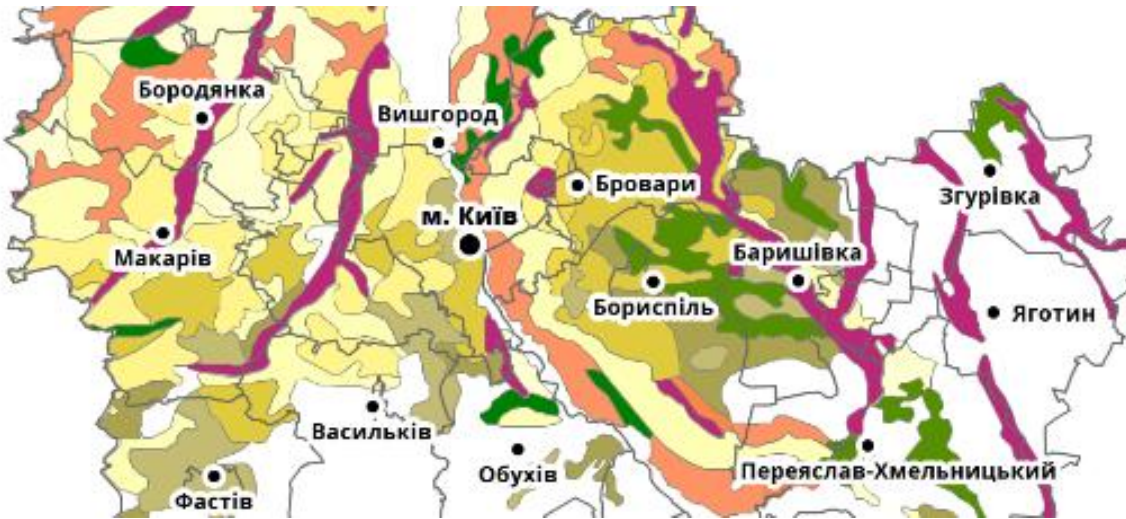 Бородянка
Вишгород
Бровари
Згурівка
м. Київ
Макарів
Баришівка
Бориспіль
Яготин
Васильків
Обухів
Переяслав-Хмельницький
Фастів